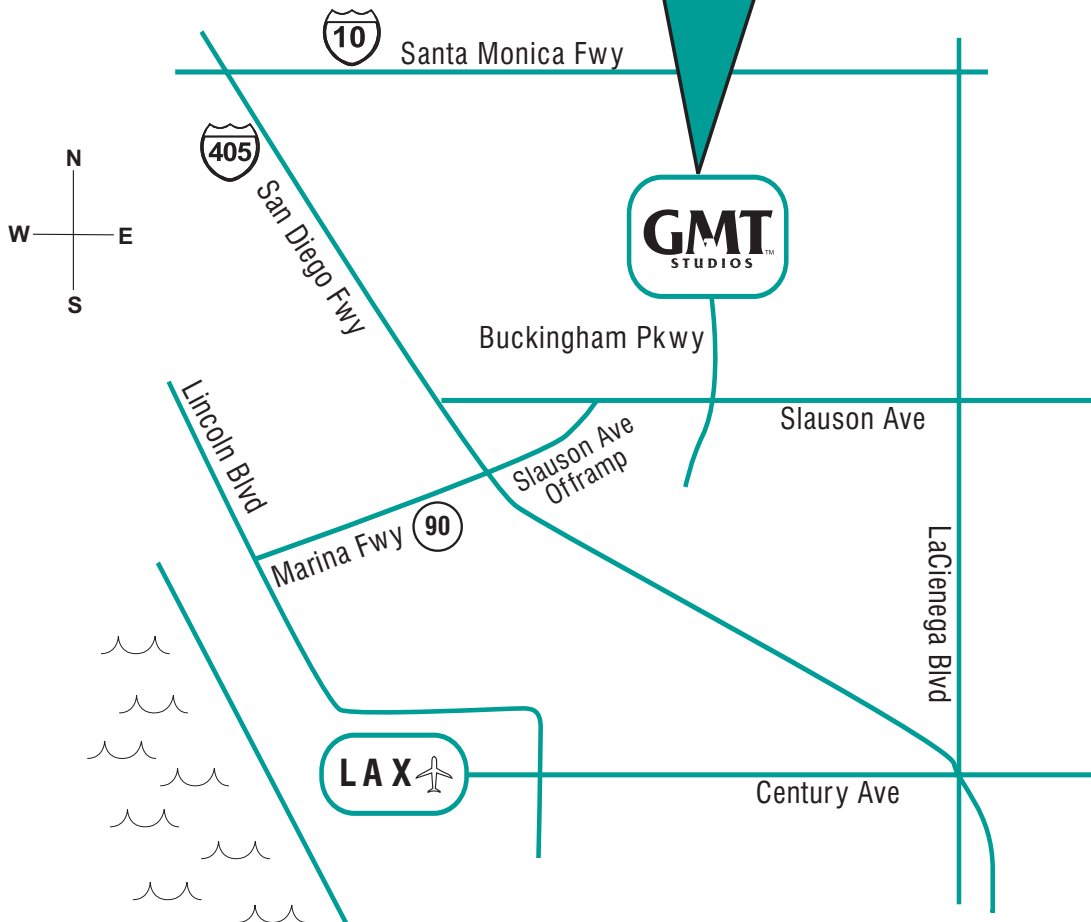 10
Santa Monica Fwy
405
N
W
E
S
San Diego Fwy
GMT
STUDIOS
TM
Buckingham Pkwy
Lincoln Blvd
Slauson Ave
Slauson Ave
Offramp
90
Marina Fwy
LaCienega Blvd
LAX
Century Ave